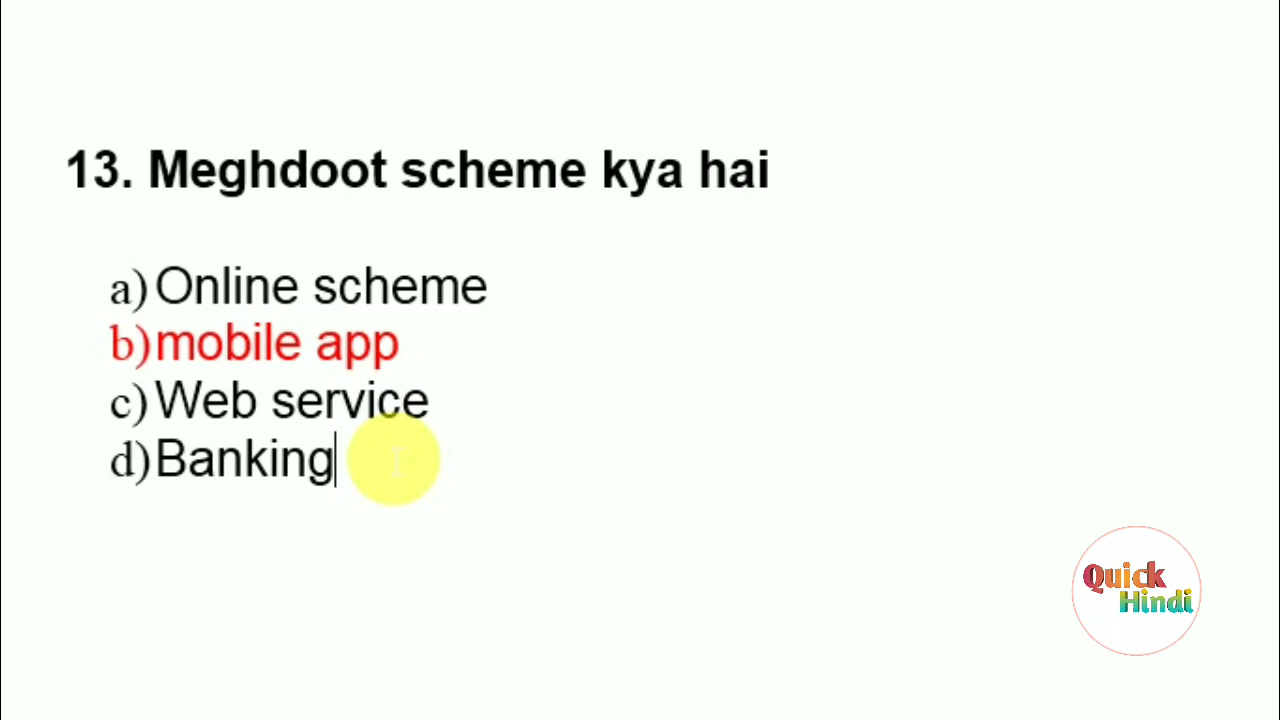 13. Meghdoot scheme kya hai
a) Online scheme
b) mobile app
c) Web service
d) Banking
Quick
Hindi